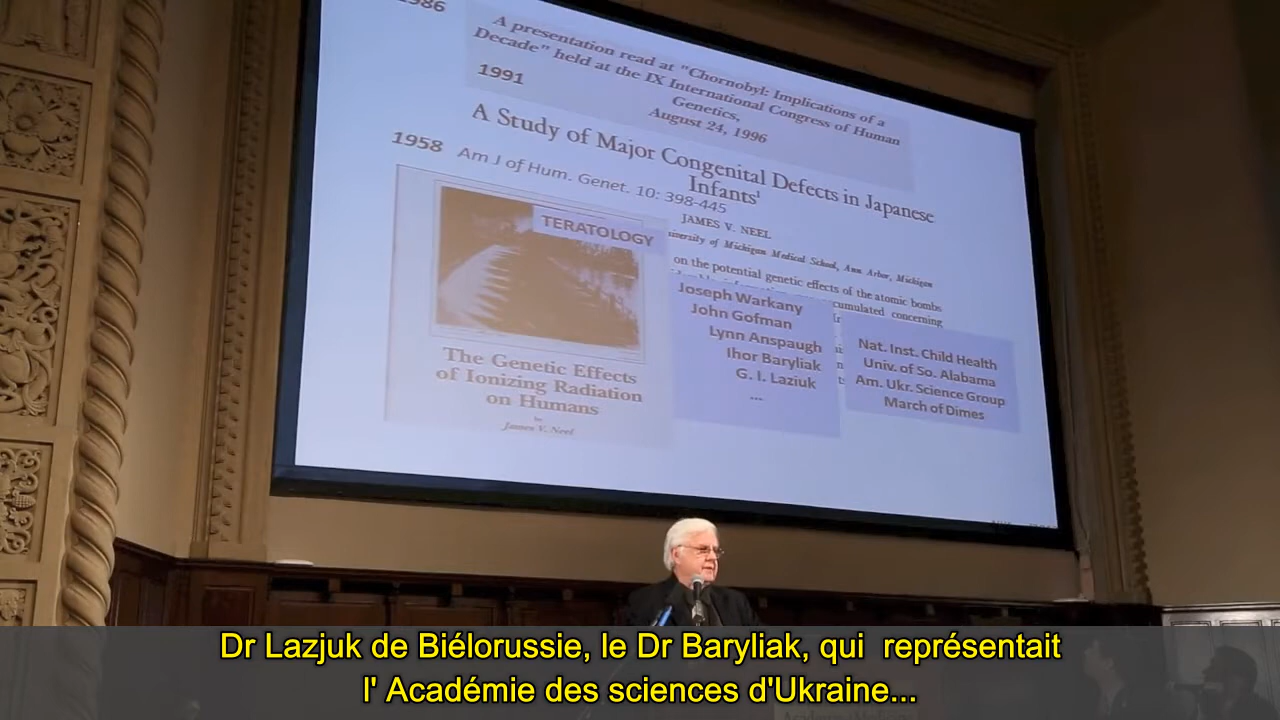 1986
A presentation read at "Chornobyl: Implications of a
Decade" held at the IX International Congress of Human
Genetics,
August 24, 1996
1991
A Study of Major Congenital Defects in Japanese
Infants¹
1958
Am J of Hum. Genet. 10: 398-445
JAMES V. NEEL
University of Michigan Medical School, Ann Arbor, Michigan
on the potential genetic effects of the atomic bombs
cumulated concerning
TERATOLOGY
The Genetic Effects
of Ionizing Radiation
on Humans
by
James V. Neel
Joseph Warkany
John Gofman
Lynn Anspaugh
Ihor Baryliak
G. I. Laziuk
...
Nat. Inst. Child Health
Univ. of So. Alabama
Am. Ukr. Science Group
March of Dimes
Dr Lazjuk de Biélorussie, le Dr Baryliak, qui  représentait
l' Académie des sciences d'Ukraine...